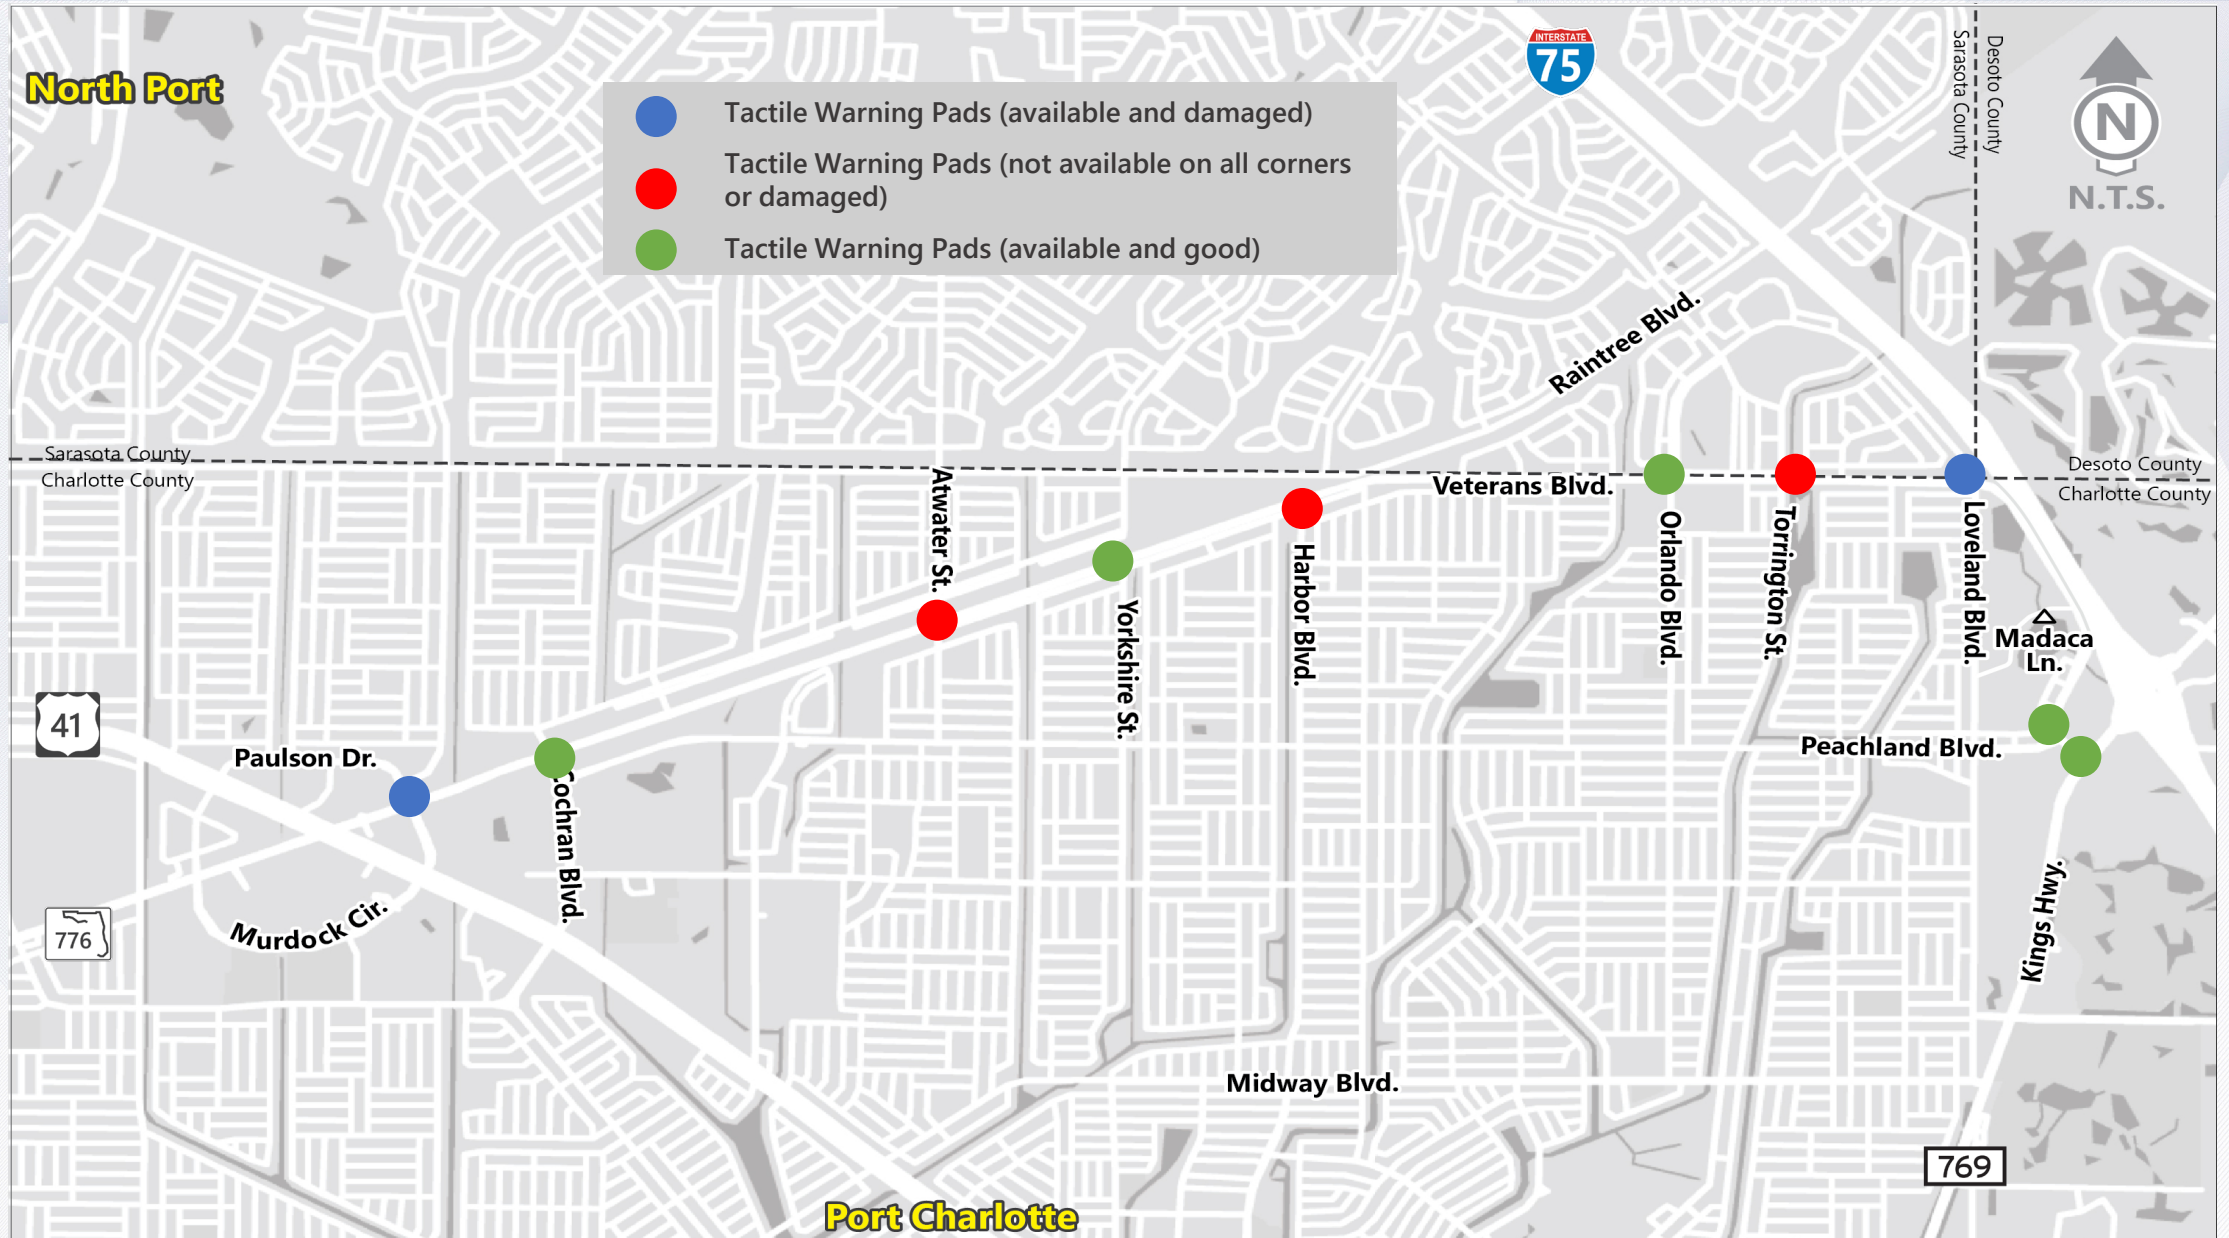 North Port
INTERSTATE
75
Sarasota County
Desoto County
N
N.T.S.
Tactile Warning Pads (available and damaged)
Tactile Warning Pads (not available on all corners
or damaged)
Tactile Warning Pads (available and good)
Raintree Blvd.
Sarasota County
Charlotte County
Desoto County
Charlotte County
Veterans Blvd.
Atwater St.
Yorkshire St.
Harbor Blvd.
Orlando Blvd.
Torrington St.
Loveland Blvd.
Madaca
Ln.
41
Paulson Dr.
Peachland Blvd.
Cochran Blvd.
Murdock Cir.
776
Kings Hwy.
Midway Blvd.
769
Port Charlotte